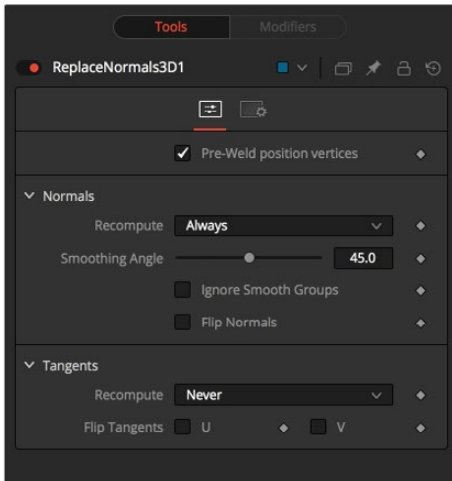 Tools Modifiers
ReplaceNormals3D1
Pre-Weld position vertices
Normals
Recompute Always
Smoothing Angle 45.0
Ignore Smooth Groups
Flip Normals
Tangents
Recompute Never
Flip Tangents U V